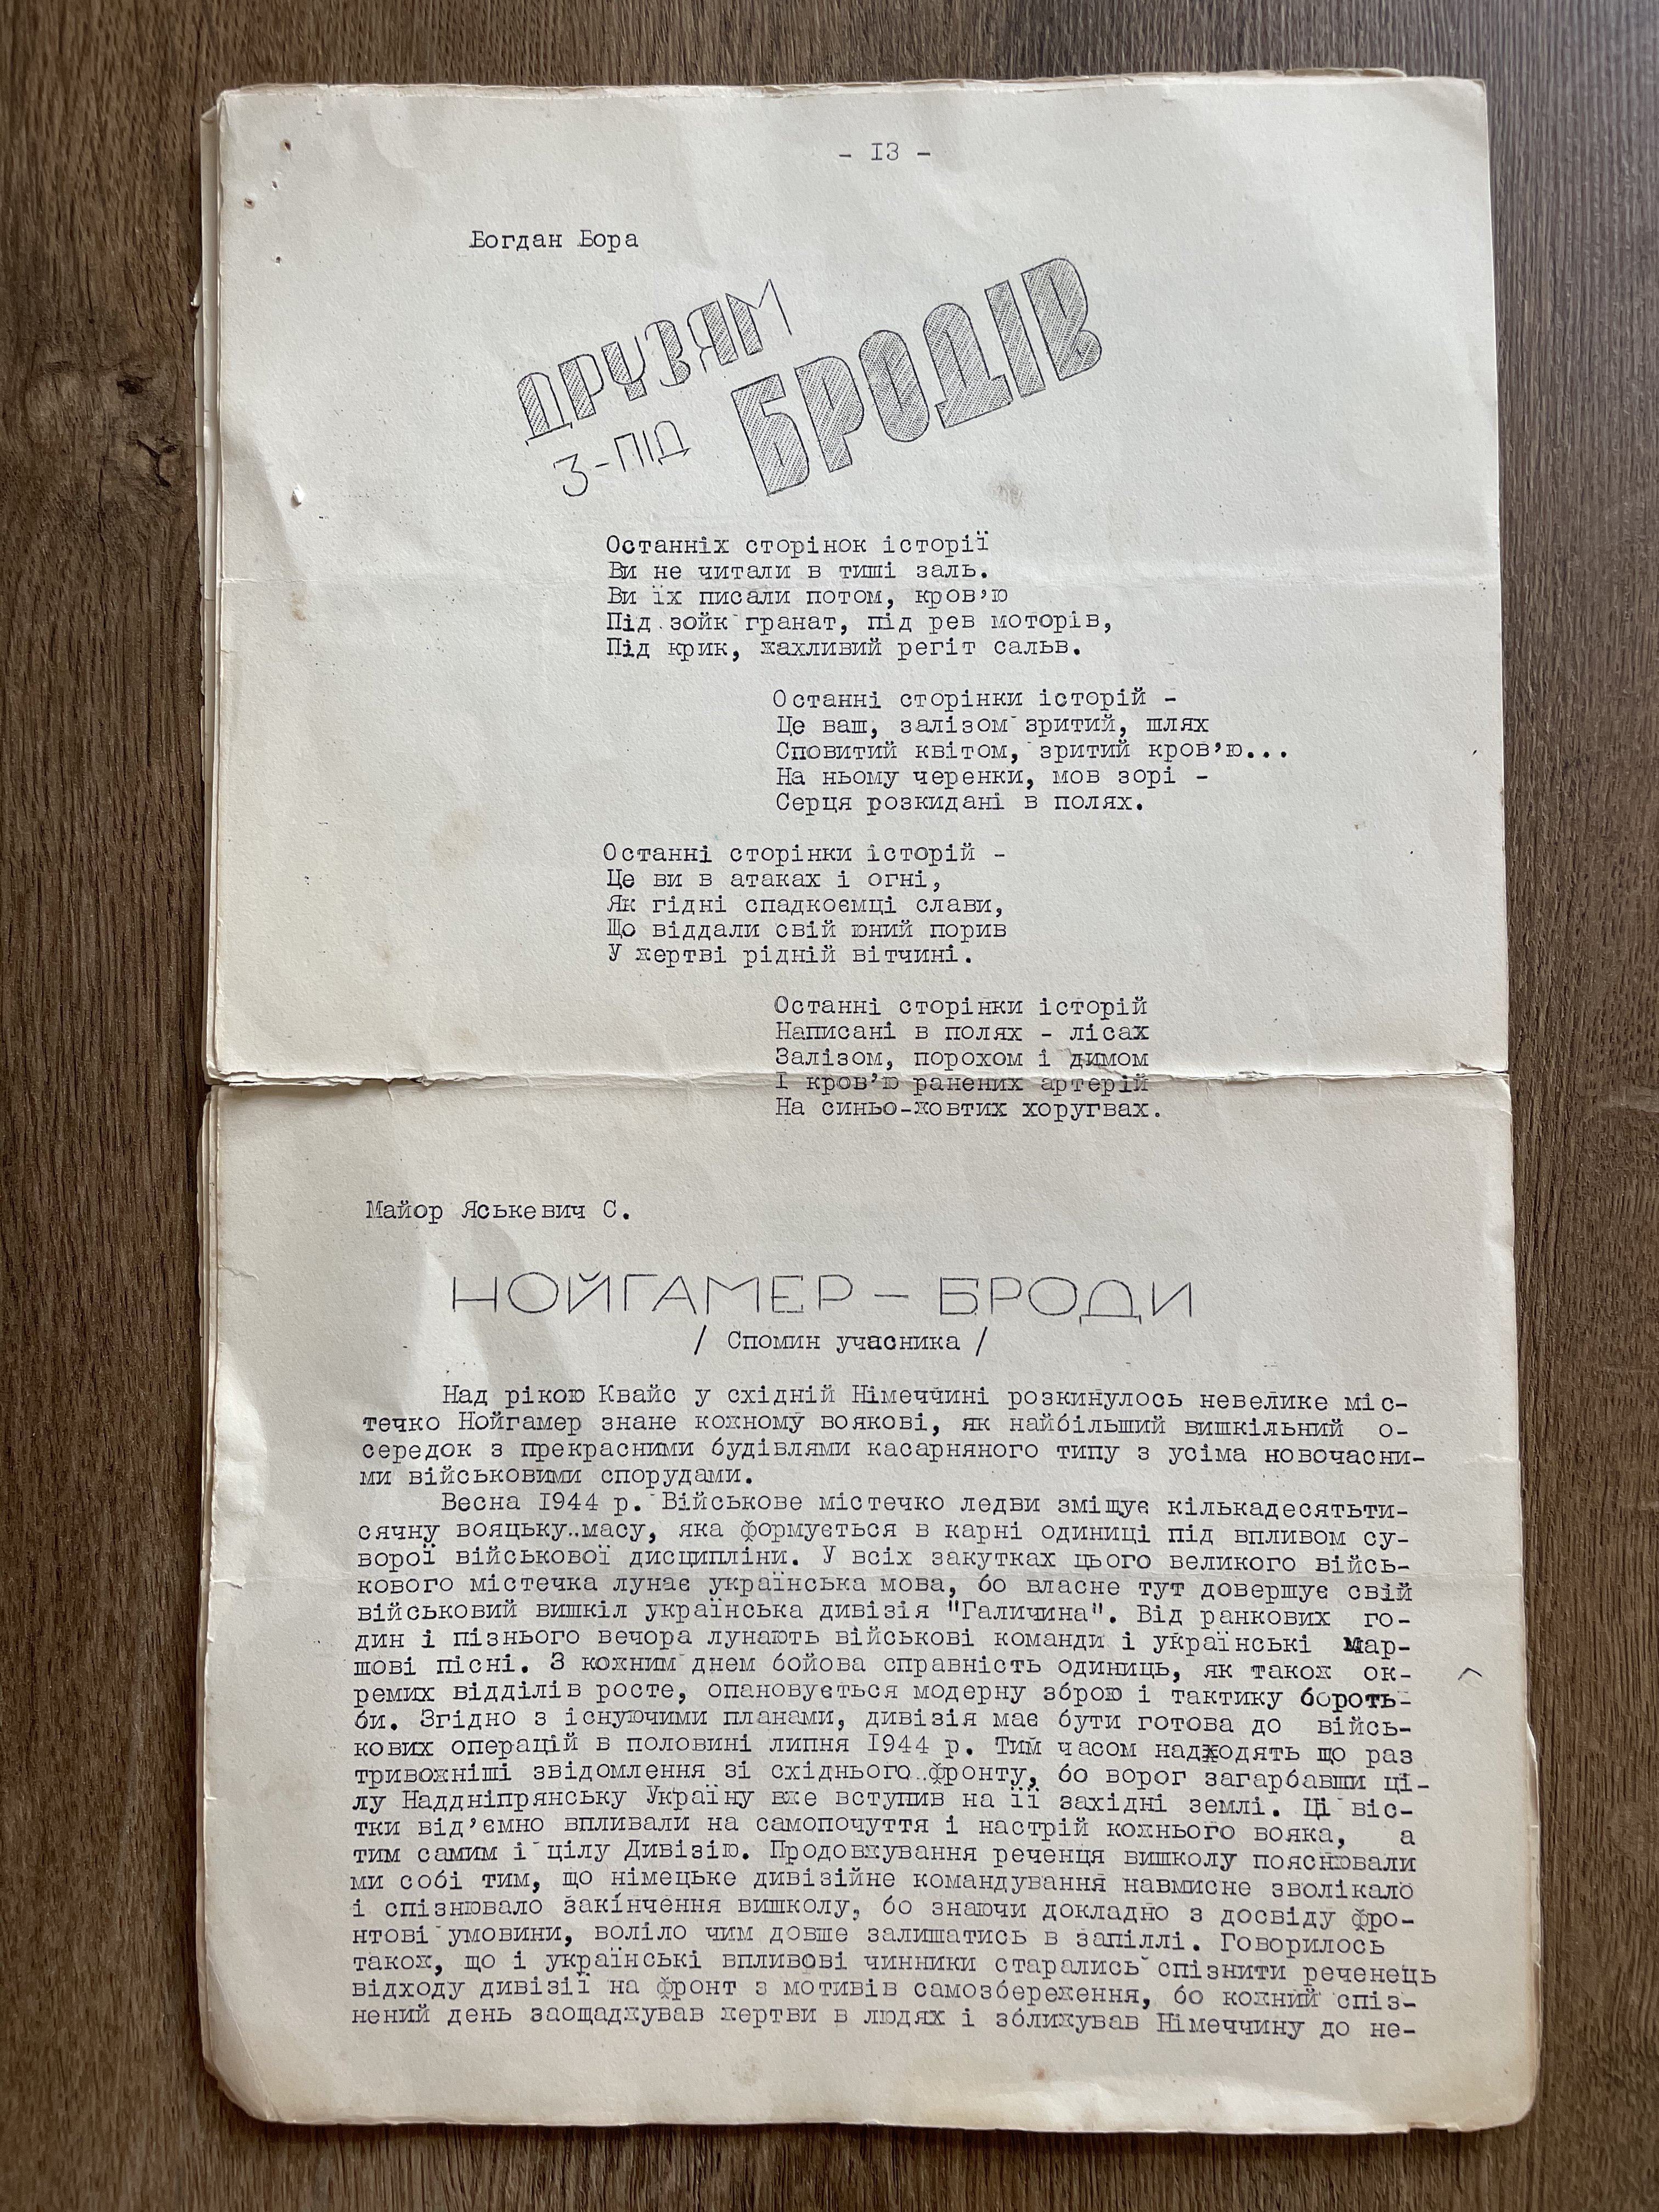 - I3 -
Богдан Бора
ДРУЗЯМ
З-ПІД БРОДІВ
Останніх сторінок історії
Ви не читали в тиші заль.
Ви їх писали потом, кров’ю
Під зойк гранат, під рев моторів,
Під крик, жахливий регіт сальв.
Останні сторінки історій -
Це ваш, залізом зритий, шлях
Сповитий квітом, зритий кров’ю...
На ньому черепки, мов зорі -
Серця розкидані в полях.
Останні сторінки історій -
Це ви в атаках і огні,
Як гідні спадкоємці слави,
Що віддали свій юний порив
У жертві рідній вітчині.
Останні сторінки історій
Написані в полях - лісах
Залізом, порохом і димом
І кров’ю ранених артерій
На синьо-жовтих хоругвах.
Майор Яськевич С.
НОЙГАМЕР - БРОДИ
/ Спомин учасника /
Над рікою Квайс у східній Німеччині розкинулось невелике міс-
течко Нойгамер знане кожному воякові, як найбільший вишкільний о-
середок з прекрасними будівлями касарняного типу з усіма новочасни-
ми військовими спорудами.
Весна 1944 р. Військове містечко ледви зміщує кількадесятьти-
сячну вояцьку масу, яка формується в карні одиниці під впливом су-
ворої військової дисципліни. У всіх закутках цього великого війсь-
кового містечка лунає українська мова, бо власне тут довершує свій
військовий вишкіл українська дивізія "Галичина". Від ранкових го-
дин і пізнього вечора лунають військові команди і українські мар-
шові пісні. З кожним днем бойова справність одиниць, як також ок-
ремих відділів росте, опановується модерну зброю і тактику бороть-
би. Згідно з існуючими планами, дивізія має бути готова до війсь-
кових операцій в половині липня 1944 р. Тим часом надходять що раз
тривожніші звідомлення зі східнього фронту, бо ворог загарбавши ці-
лу Наддніпрянську Україну вже вступив на її західні землі. Ці віс-
тки від’ємно впливали на самопочуття і настрій кожнього вояка, а
тим самим і цілу Дивізію. Продовжування реченця вишколу пояснювали
ми собі тим, що німецьке дивізійне командування навмисне зволікало
і спізнювало закінчення вишколу, бо знаючи докладно з досвіду фро-
нтові умовини, воліло чим довше залишатись в запіллі. Говорилось
також, що і українські впливові чинники старались спізнити реченець
відходу дивізії на фронт з мотивів самозбереження, бо кожний спіз-
нений день заощаджував жертви в людях і зближував Німеччину до не-